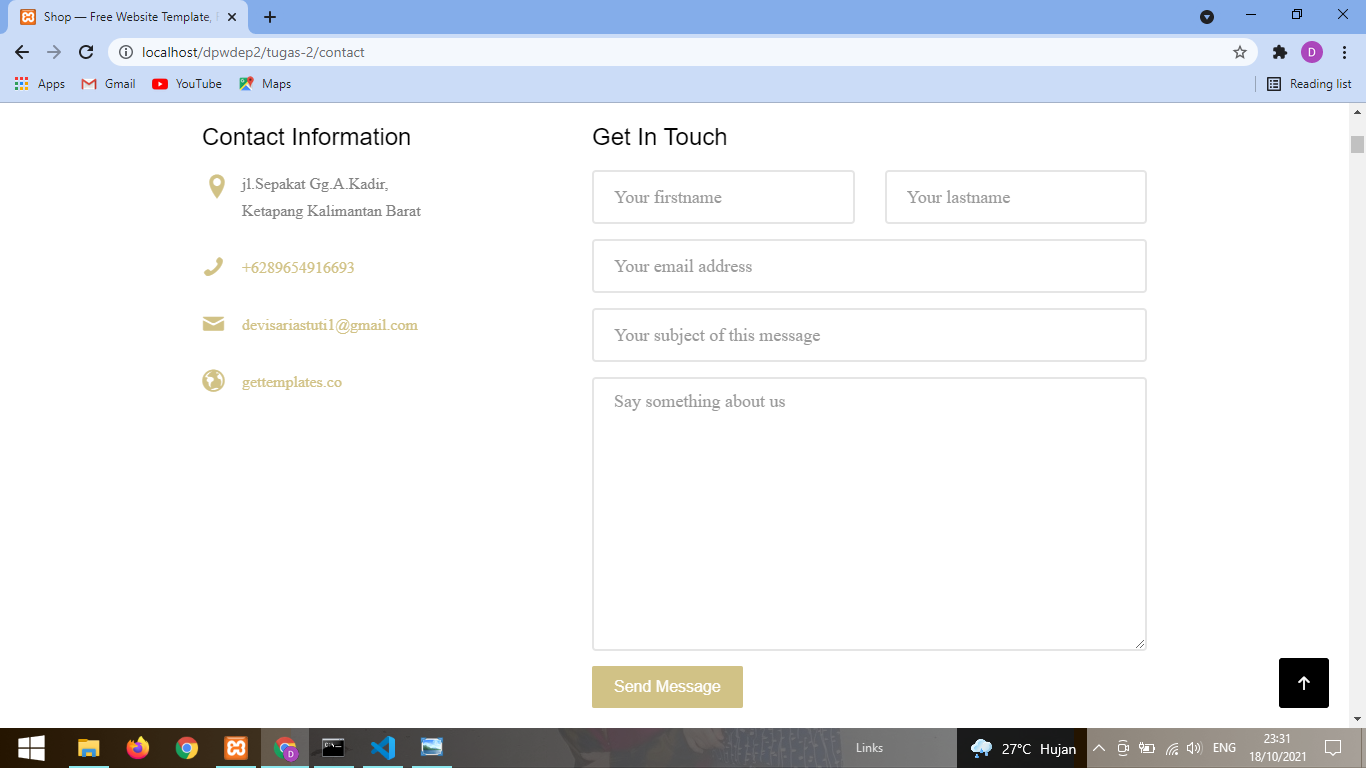 Shop — Free Website Template,
localhost/dpwdep2/tugas-2/contact
D
Apps
Gmail
YouTube
Maps
Reading list
Contact Information
jl.Sepakat Gg.A.Kadir,
Ketapang Kalimantan Barat
+6289654916693
devisariastuti1@gmail.com
gettemplates.co
Get In Touch
Your firstname
Your lastname
Your email address
Your subject of this message
Say something about us
Send Message
Links
27°C Hujan
ENG
23:31
18/10/2021